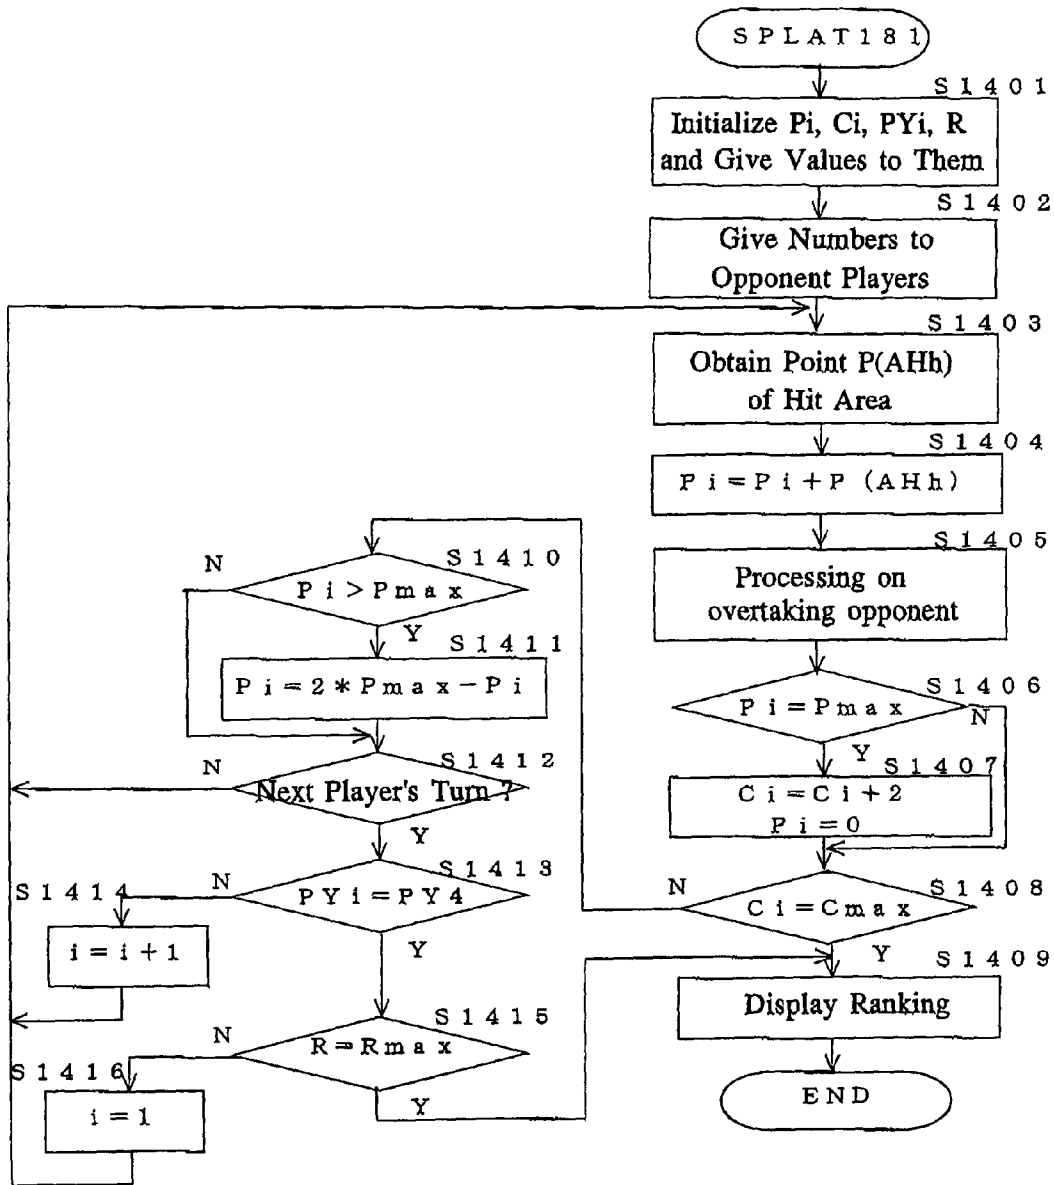 SPLAT181
S1401
Initialize Pi, Ci, PYi, R
and Give Values to Them
S1402
Give Numbers to
Opponent Players
S1403
Obtain Point P(AHh)
of Hit Area
S1404
Pi=Pi+P (AHh)
S1405
Processing on
overtaking opponent
S1406
Pi=Pmax
N
Y
S1407
Ci=Ci+2
Pi=0
S1408
N
Ci=Cmax
Y
S1409
Display Ranking
END
S1410
N
Pi>Pmax
Y
S1411
Pi=2*Pmax-Pi
S1412
N
Next Player's Turn ?
Y
S1413
N
PYi=PY4
Y
S1414
i=i+1
S1415
N
R=Rmax
Y
S1416
i=1